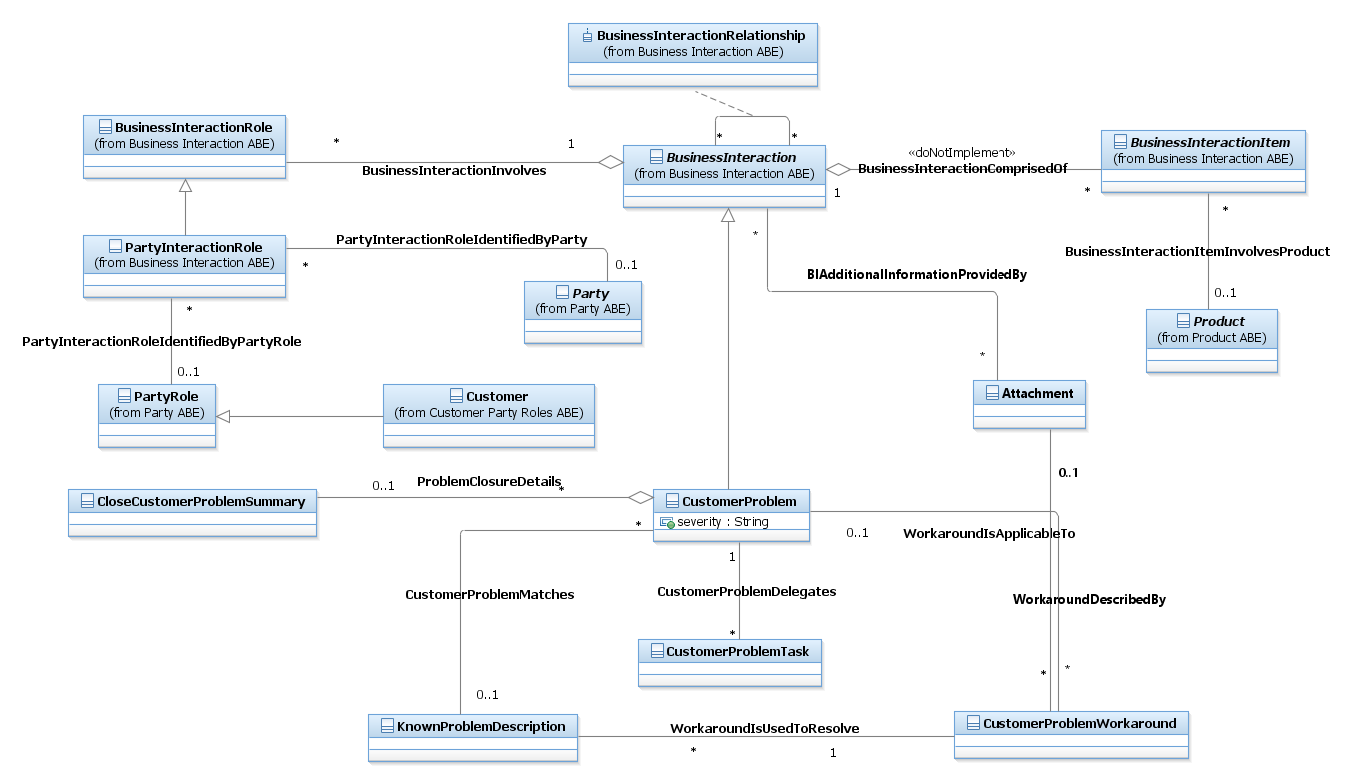 BusinessInteractionRelationship
(from Business Interaction ABE)
BusinessInteractionRole
(from Business Interaction ABE)
*
1
BusinessInteractionInvolves
*
*
BusinessInteraction
(from Business Interaction ABE)
«doNotImplement»
BusinessInteractionComprisedOf
1
*
BusinessInteractionItem
(from Business Interaction ABE)
PartyInteractionRole
(from Business Interaction ABE)
PartyInteractionRoleIdentifiedByParty
*
0..1
Party
(from Party ABE)
*
BIAdditionalInformationProvidedBy
*
*
BusinessInteractionItemInvolvesProduct
0..1
Product
(from Product ABE)
*
PartyInteractionRoleIdentifiedByPartyRole
0..1
PartyRole
(from Party ABE)
Customer
(from Customer Party Roles ABE)
Attachment
0..1
CloseCustomerProblemSummary
0..1
ProblemClosureDetails
*
CustomerProblem
severity : String
*
1
0..1
WorkaroundIsApplicableTo
CustomerProblemMatches
CustomerProblemDelegates
WorkaroundDescribedBy
*
CustomerProblemTask
*
*
0..1
KnownProblemDescription
WorkaroundIsUsedToResolve
*
1
CustomerProblemWorkaround